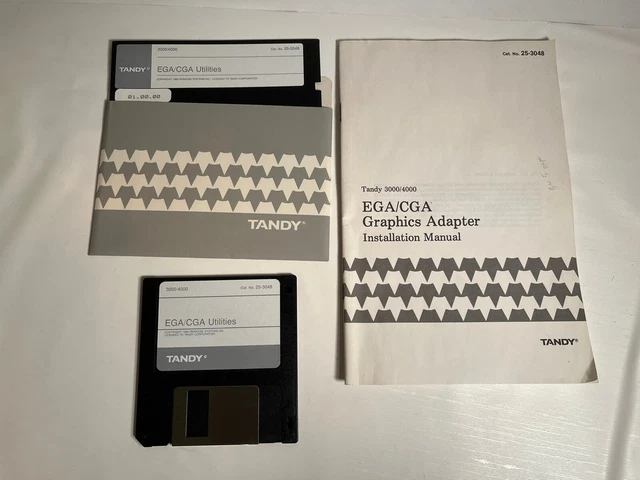 3000/4000
Cat. No. 25-3048
TANDY®
EGA/CGA Utilities
01.00.00
TANDY®
Cat. No. 25-3048
Tandy 3000/4000
EGA/CGA
Graphics Adapter
Installation Manual
TANDY®
3000-4000
Cat. No. 25-3048
EGA/CGA Utilities
TANDY®